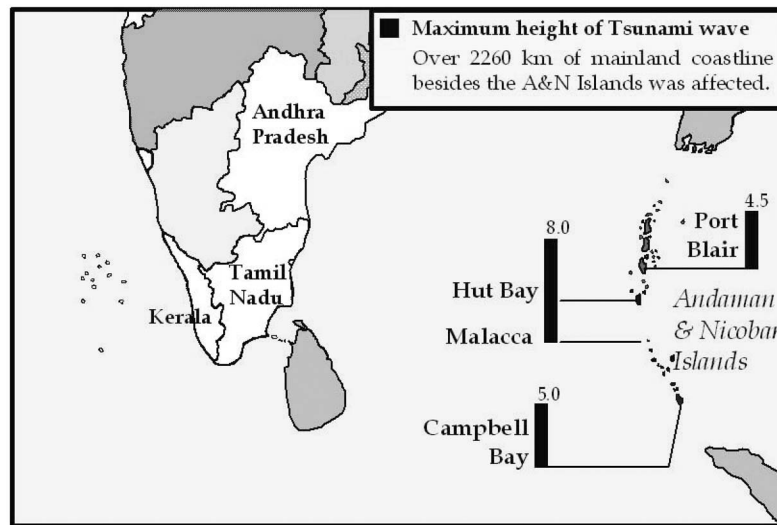 Maximum height of Tsunami wave
Over 2260 km of mainland coastline
besides the A&N Islands was affected.
Andhra
Pradesh
4.5
Port
Blair
8.0
Tamil
Nadu
Hut Bay
Andaman
Kerala
Malacca
& Nicobar
Islands
5.0
Campbell
Bay